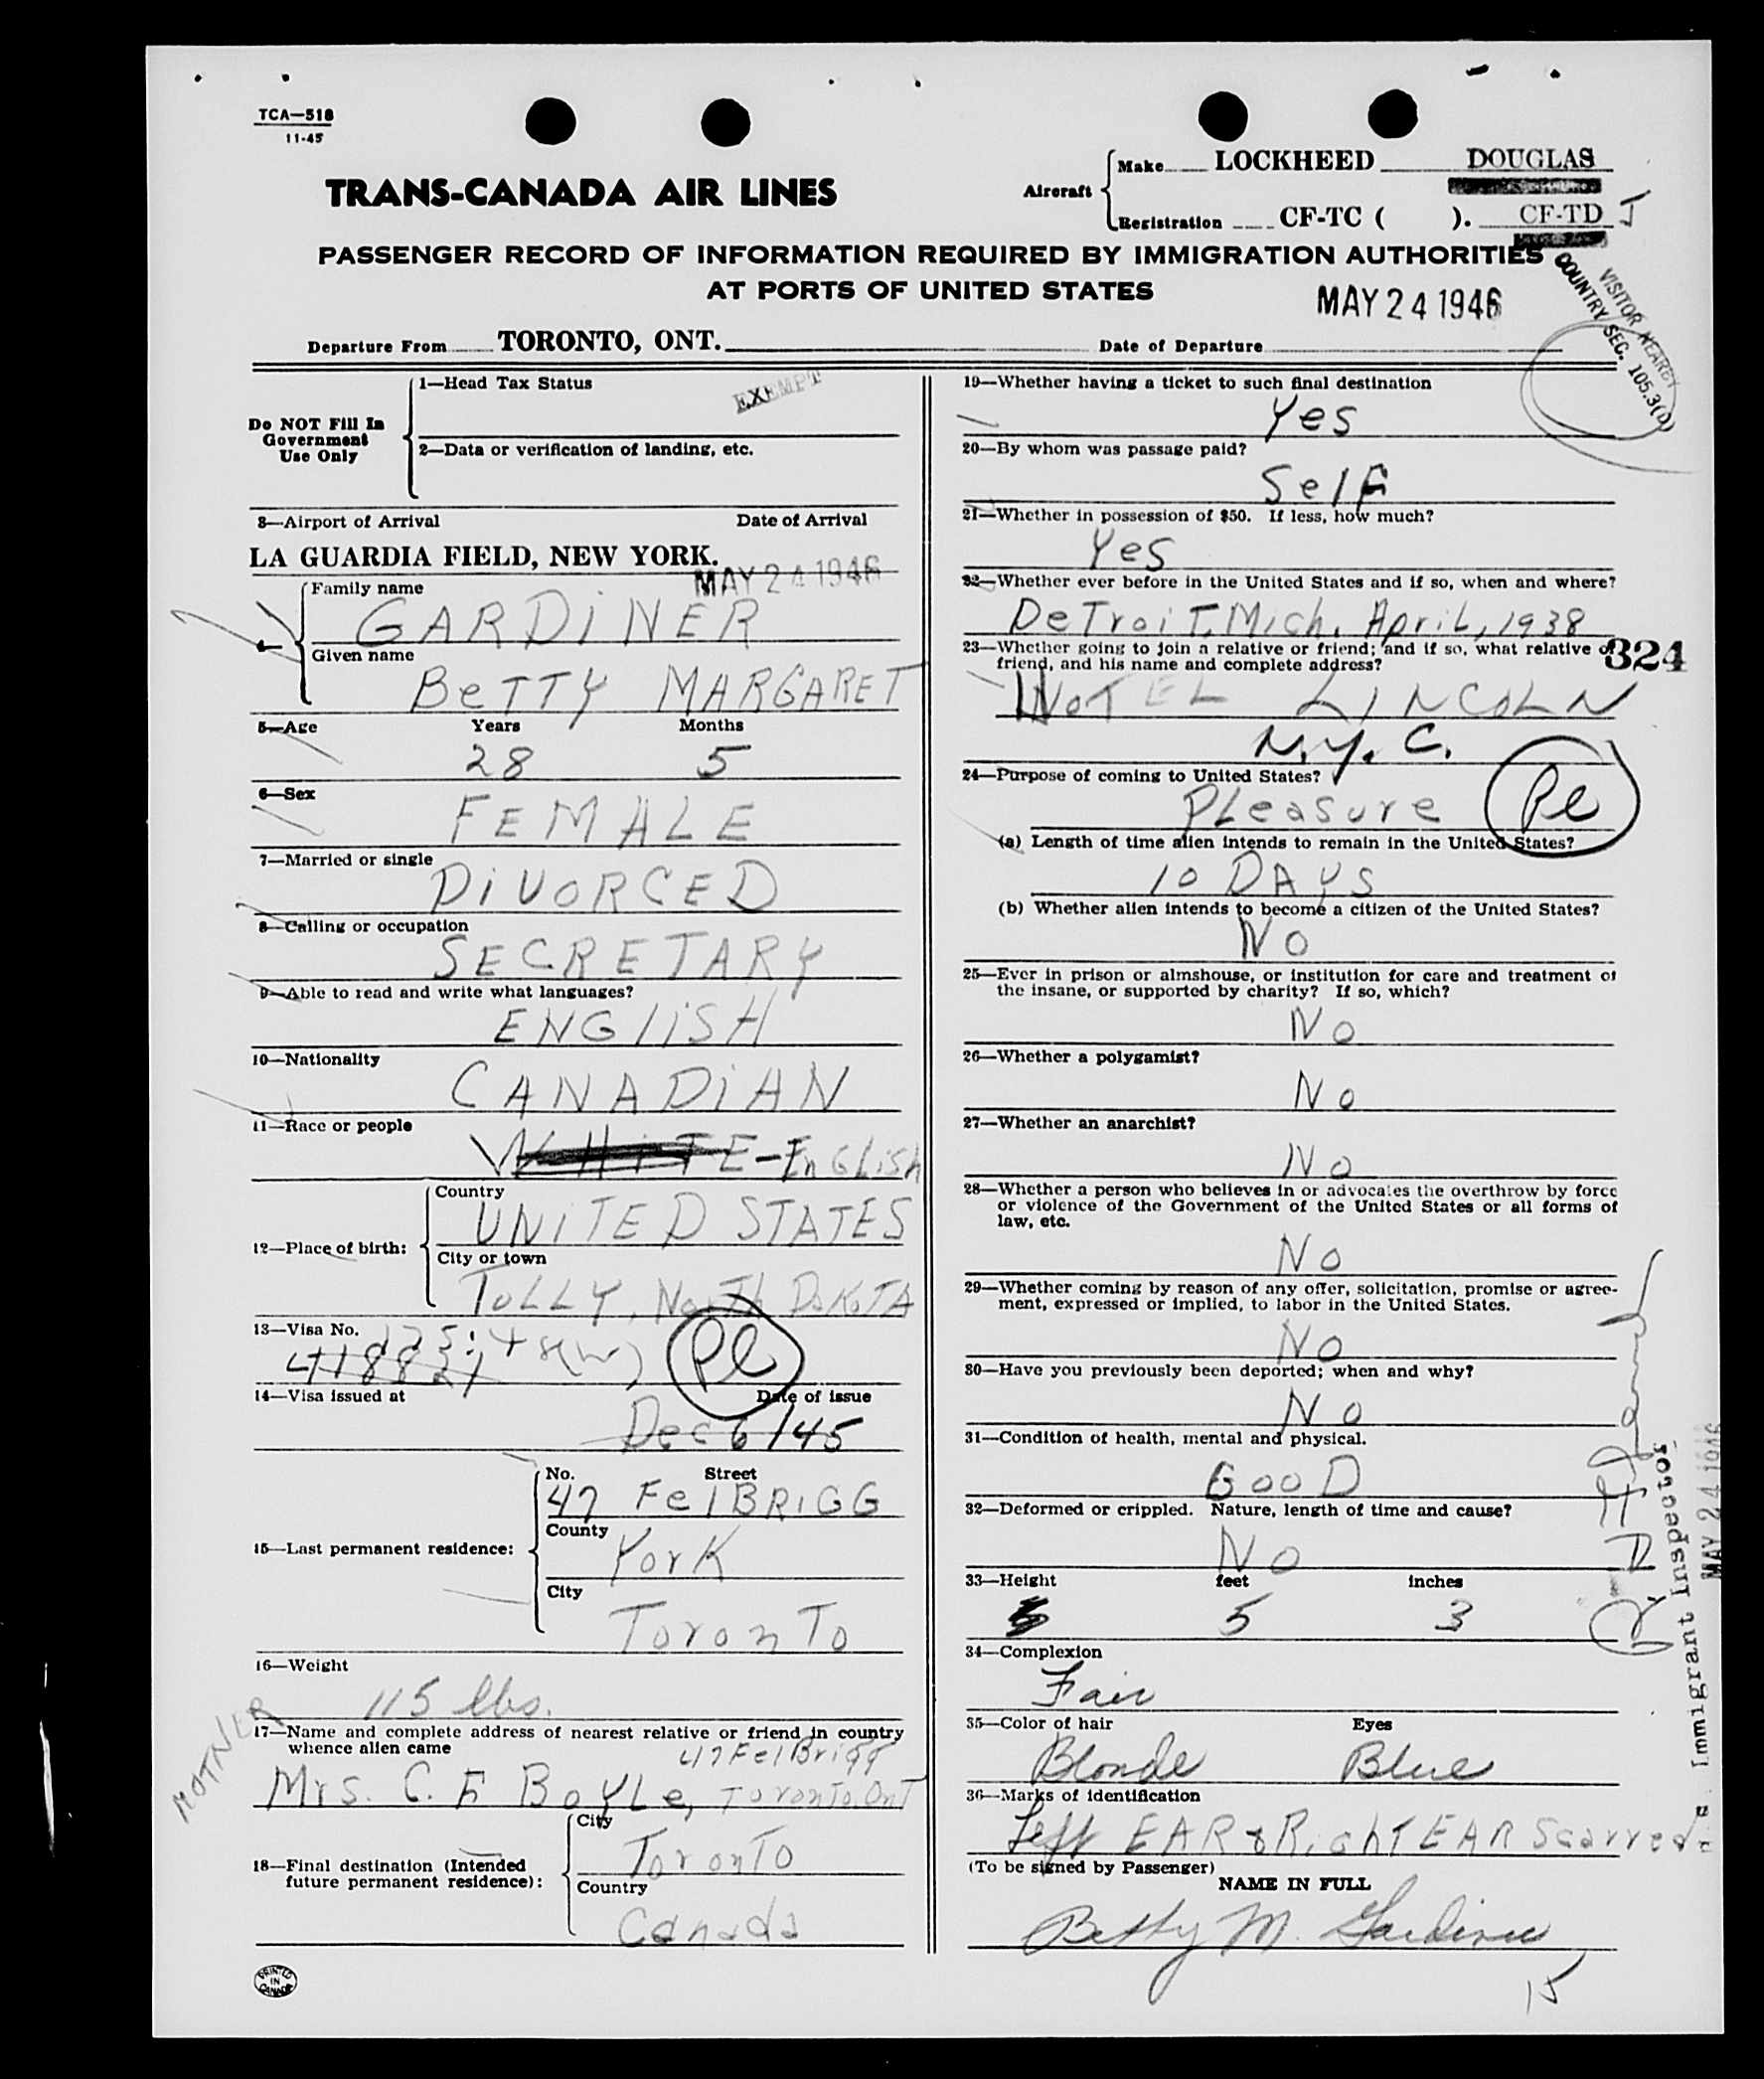 TCA—518
11-45
TRANS-CANADA AIR LINES
Aircraft
Make LOCKHEED DOUGLAS
Registration CF-TC ( ). CF-TD J
PASSENGER RECORD OF INFORMATION REQUIRED BY IMMIGRATION AUTHORITIES
AT PORTS OF UNITED STATES
MAY 24 1946
VISITOR
COUNTRY SEC. 105.3(1)
Departure From TORONTO, ONT. Date of Departure
Do NOT Fill In
Government
Use Only
1—Head Tax Status
EXEMPT
2—Data or verification of landing, etc.
3—Airport of Arrival Date of Arrival
LA GUARDIA FIELD, NEW YORK.
MAY 24 1946
4—
Family name
GARDINER
Given name
BeTTY MARGARET
5—Age Years Months
28 5
6—Sex
FEMALE
7—Married or single
DIVORCED
8—Calling or occupation
SECRETARY
9—Able to read and write what languages?
ENGLISH
10—Nationality
CANADIAN
11—Race or people
WHITE-EnGLish
12—Place of birth:
Country
UNITED STATES
City or town
ToLLY, NorTh DaKoTA
13—Visa No.
Pl
14—Visa issued at Date of issue
Dec 6/45
15—Last permanent residence:
No. Street
47 FelBRIGG
County
YorK
City
ToronTo
16—Weight
115 lbs.
17—Name and complete address of nearest relative or friend in country
whence alien came
MOTHER
47 FelBrigg
Mrs. C. F. BoyLe, ToronTo, OnT
18—Final destination (Intended
future permanent residence):
City
ToronTo
Country
Canada
PRINTED
IN
CANADA
19—Whether having a ticket to such final destination
Yes
20—By whom was passage paid?
Self
21—Whether in possession of $50. If less, how much?
Yes
22—Whether ever before in the United States and if so, when and where?
DeTroiT, Mich. April, 1938
23—Whether going to join a relative or friend; and if so, what relative or
friend, and his name and complete address?
324
HoTEL LINCOLN
N.Y.C.
24—Purpose of coming to United States?
PLeasure Pl
(a) Length of time alien intends to remain in the United States?
10 DAYS
(b) Whether alien intends to become a citizen of the United States?
No
25—Ever in prison or almshouse, or institution for care and treatment of
the insane, or supported by charity? If so, which?
No
26—Whether a polygamist?
No
27—Whether an anarchist?
No
28—Whether a person who believes in or advocates the overthrow by force
or violence of the Government of the United States or all forms of
law, etc.
No
29—Whether coming by reason of any offer, solicitation, promise or agree-
ment, expressed or implied, to labor in the United States.
No
30—Have you previously been deported; when and why?
No
31—Condition of health, mental and physical.
GooD
32—Deformed or crippled. Nature, length of time and cause?
No
33—Height feet inches
5 3
34—Complexion
Fair
35—Color of hair Eyes
Blonde Blue
36—Marks of identification
Left EAR & RighT EAR Scarred
(To be signed by Passenger)
NAME IN FULL
Betty M. Gardiner
15
Immigrant Inspector
MAY 24 1946